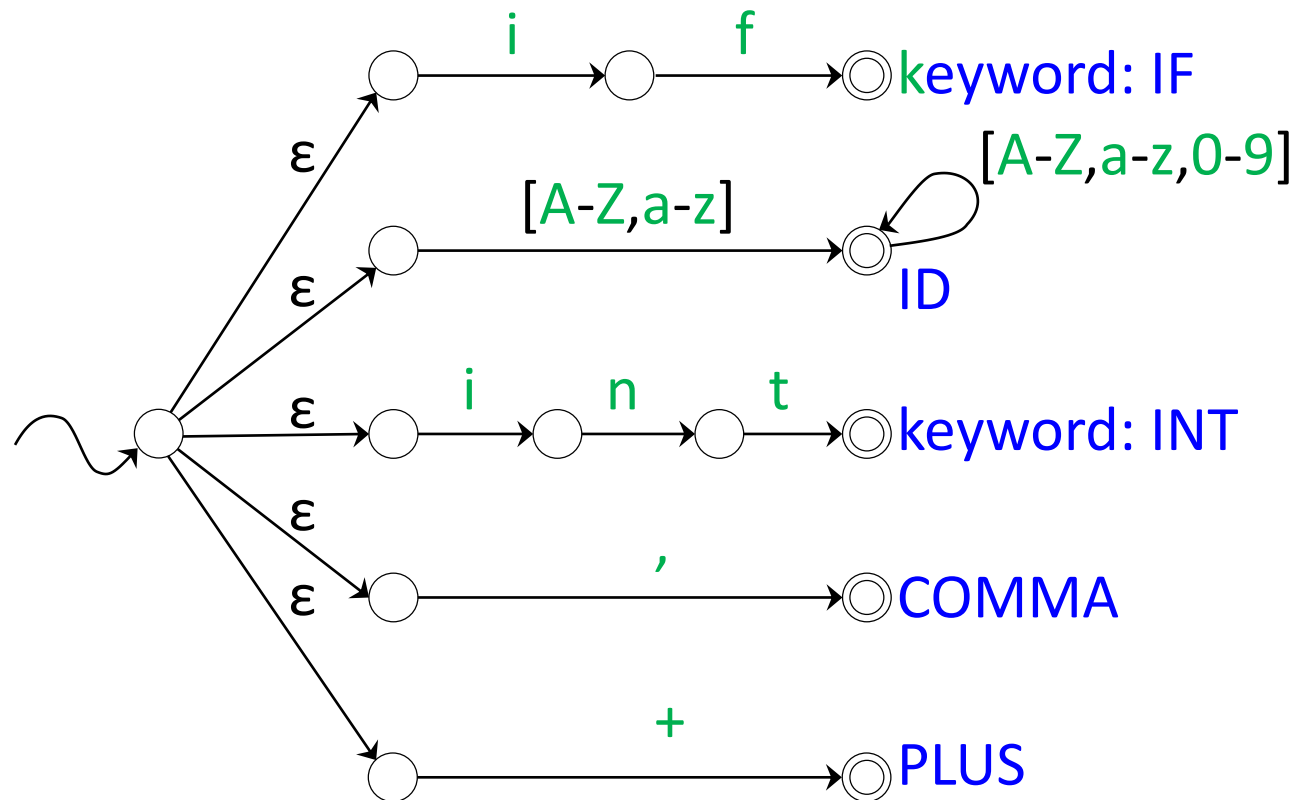 i f keyword: IF
ε [A-Z,a-z,0-9]
[A-Z,a-z]
ε ID
ε i n t keyword: INT
ε , COMMA
ε + PLUS